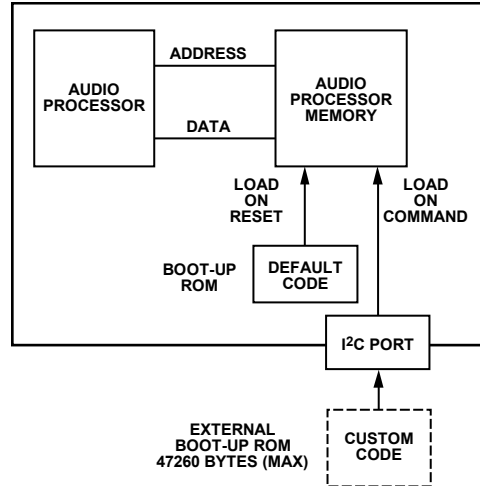 AUDIO
PROCESSOR
ADDRESS
DATA
AUDIO
PROCESSOR
MEMORY
LOAD
ON
RESET
LOAD
ON
COMMAND
BOOT-UP
ROM
DEFAULT
CODE
I²C PORT
EXTERNAL
BOOT-UP ROM
47260 BYTES (MAX)
CUSTOM
CODE